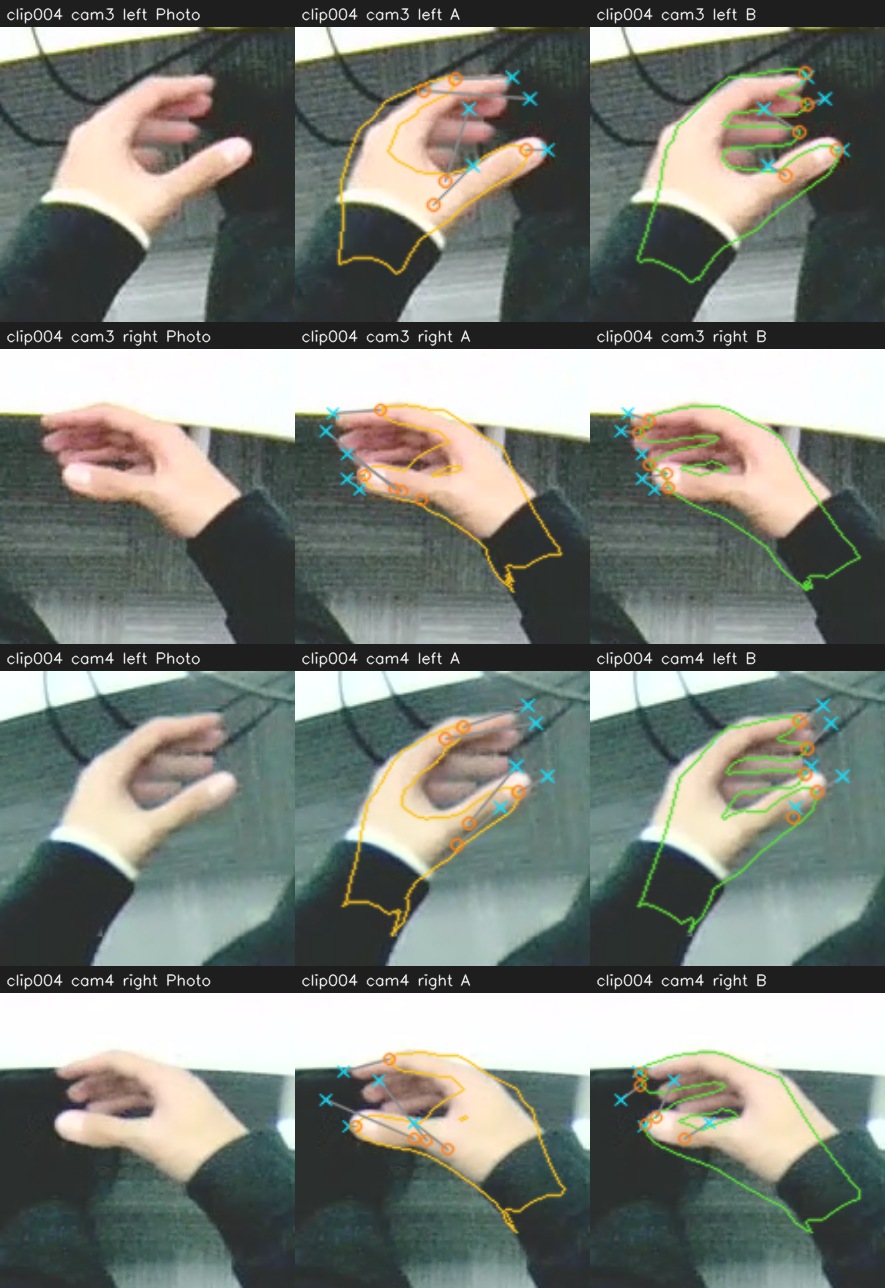 clip004 cam3 left Photo
clip004 cam3 left A
clip004 cam3 left B
clip004 cam3 right Photo
clip004 cam3 right A
clip004 cam3 right B
clip004 cam4 left Photo
clip004 cam4 left A
clip004 cam4 left B
clip004 cam4 right Photo
clip004 cam4 right A
clip004 cam4 right B